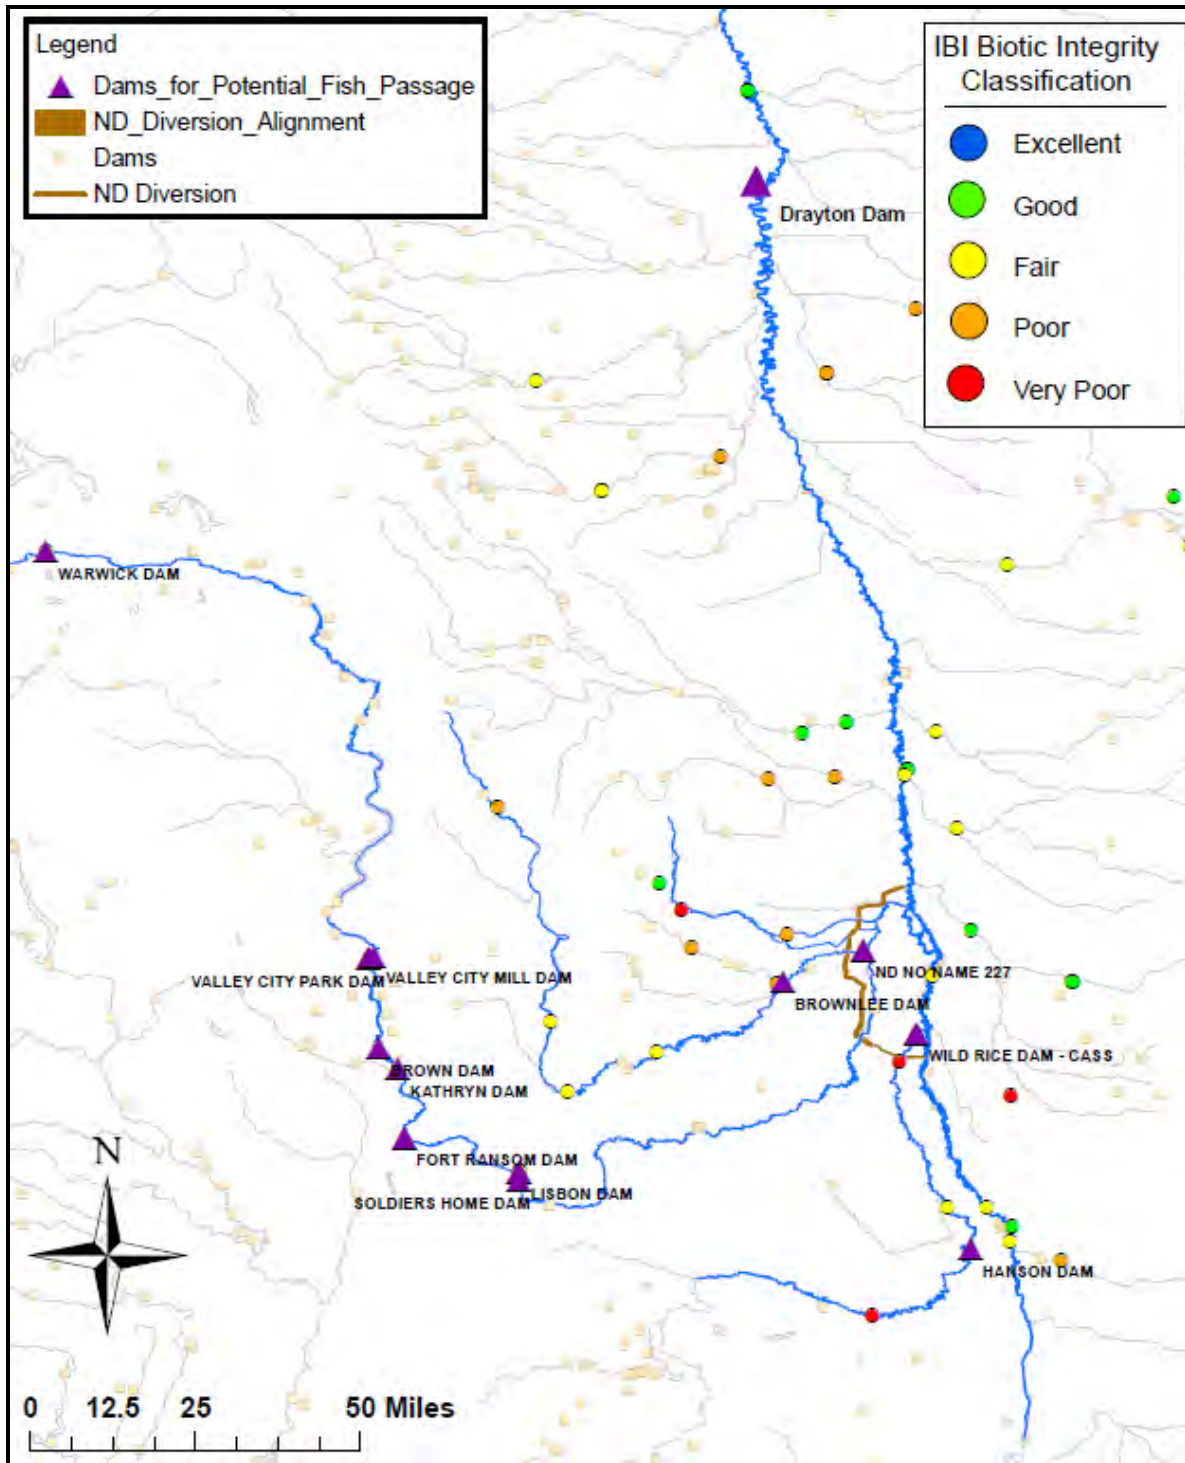 Legend
Dams_for_Potential_Fish_Passage
ND_Diversion_Alignment
Dams
ND Diversion
IBI Biotic Integrity
Classification
Excellent
Good
Fair
Poor
Very Poor
Drayton Dam
WARWICK DAM
VALLEY CITY PARK DAM
VALLEY CITY MILL DAM
ND NO NAME 227
BROWNLEE DAM
WILD RICE DAM - CASS
BROWN DAM
KATHRYN DAM
FORT RANSOM DAM
LISBON DAM
SOLDIERS HOME DAM
HANSON DAM
N
0 12.5 25 50 Miles